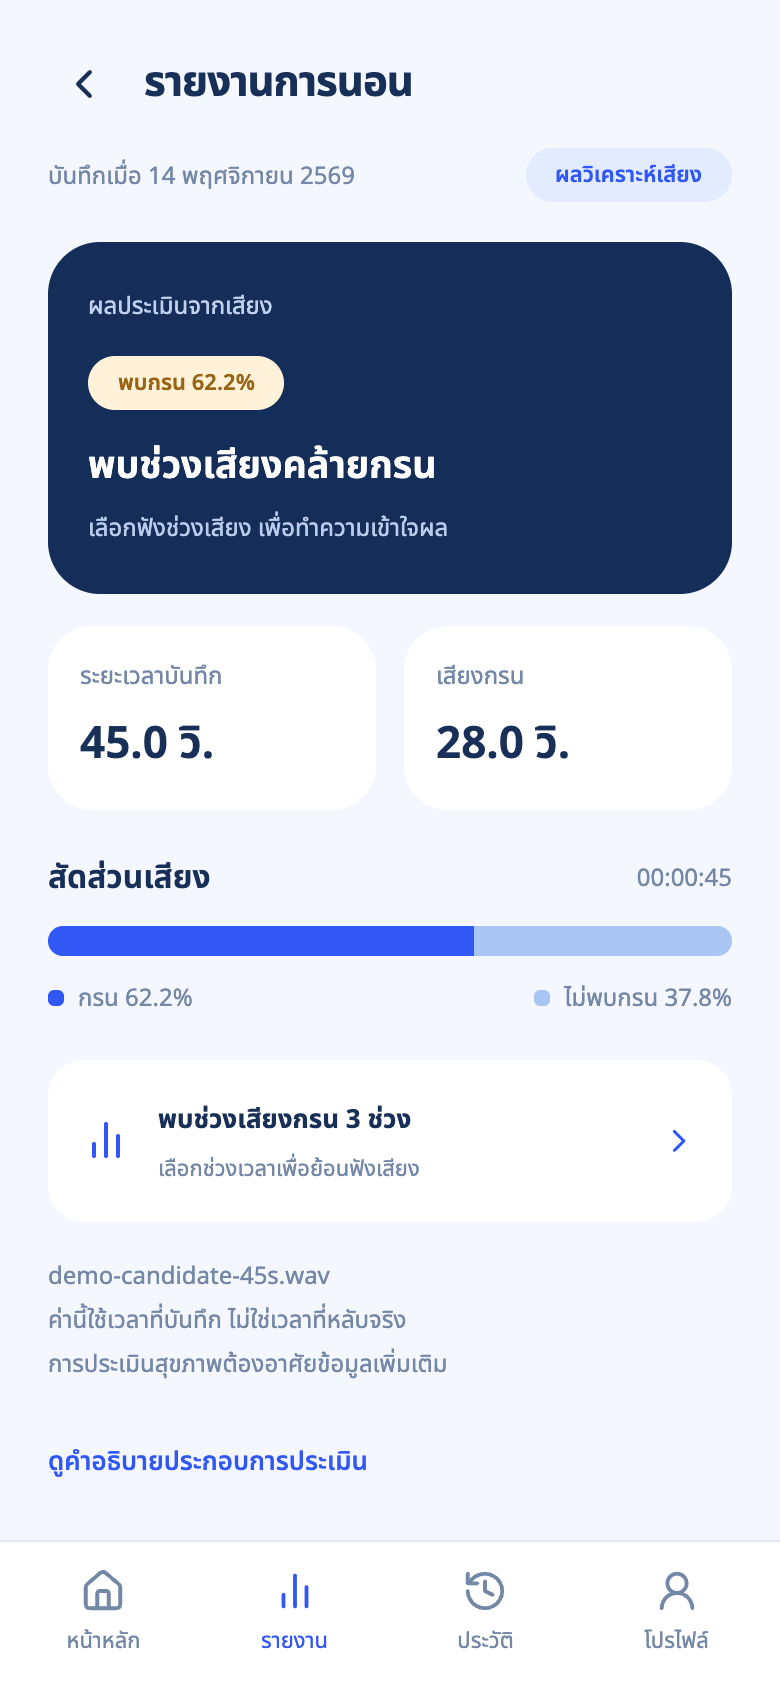 รายงานการนอน
บันทึกเมื่อ 14 พฤศจิกายน 2569
ผลวิเคราะห์เสียง
ผลประเมินจากเสียง
พบกรน 62.2%
พบช่วงเสียงคล้ายกรน
เลือกฟังช่วงเสียง เพื่อทำความเข้าใจผล
ระยะเวลาบันทึก
45.0 วิ.
เสียงกรน
28.0 วิ.
สัดส่วนเสียง
00:00:45
กรน 62.2%
ไม่พบกรน 37.8%
พบช่วงเสียงกรน 3 ช่วง
เลือกช่วงเวลาเพื่อย้อนฟังเสียง
demo-candidate-45s.wav
ค่านี้ใช้เวลาที่บันทึก ไม่ใช่เวลาที่หลับจริง
การประเมินสุขภาพต้องอาศัยข้อมูลเพิ่มเติม
ดูคำอธิบายประกอบการประเมิน
หน้าหลัก
รายงาน
ประวัติ
โปรไฟล์